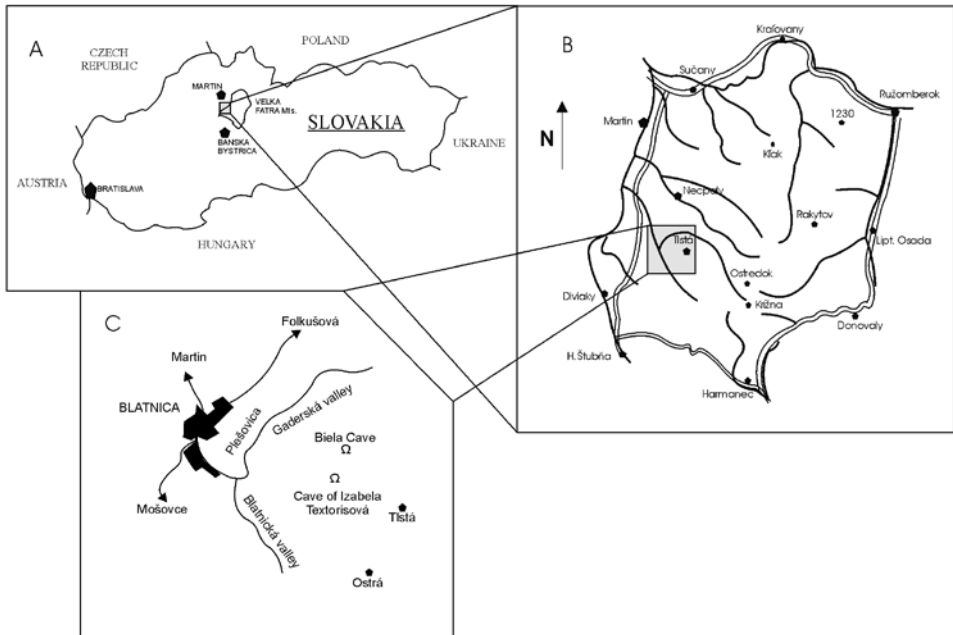 A
CZECH
REPUBLIC
POLAND
MARTIN
VELKA
FATRA Mts.
SLOVAKIA
BANSKA
BYSTRICA
UKRAINE
AUSTRIA
BRATISLAVA
HUNGARY
B
Kraľovany
Sučany
Ružomberok
Martin
1230
N
Kľak
Necpaly
Rakytov
Tlstá
Lipt. Osada
Ostredok
Diviaky
Križna
Donovaly
H. Štubňa
Harmanec
C
Folkušová
Martin
BLATNICA
Plešovica
Gaderská valley
Biela Cave
Ω
Ω
Cave of Izabela
Textorisová
Mošovce
Tlstá
Blatnická valley
Ostrá